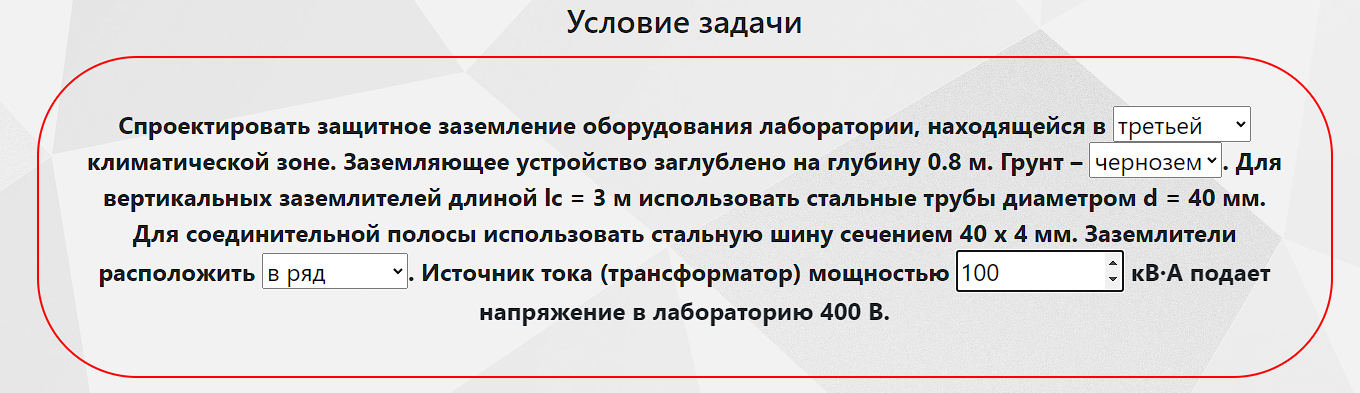 Условие задачи
Спроектировать защитное заземление оборудования лаборатории, находящейся в третьей
климатической зоне. Заземляющее устройство заглублено на глубину 0.8 м. Грунт – чернозем. Для
вертикальных заземлителей длиной lc = 3 м использовать стальные трубы диаметром d = 40 мм.
Для соединительной полосы использовать стальную шину сечением 40 х 4 мм. Заземлители
расположить в ряд. Источник тока (трансформатор) мощностью 100 кВ·А подает
напряжение в лабораторию 400 В.